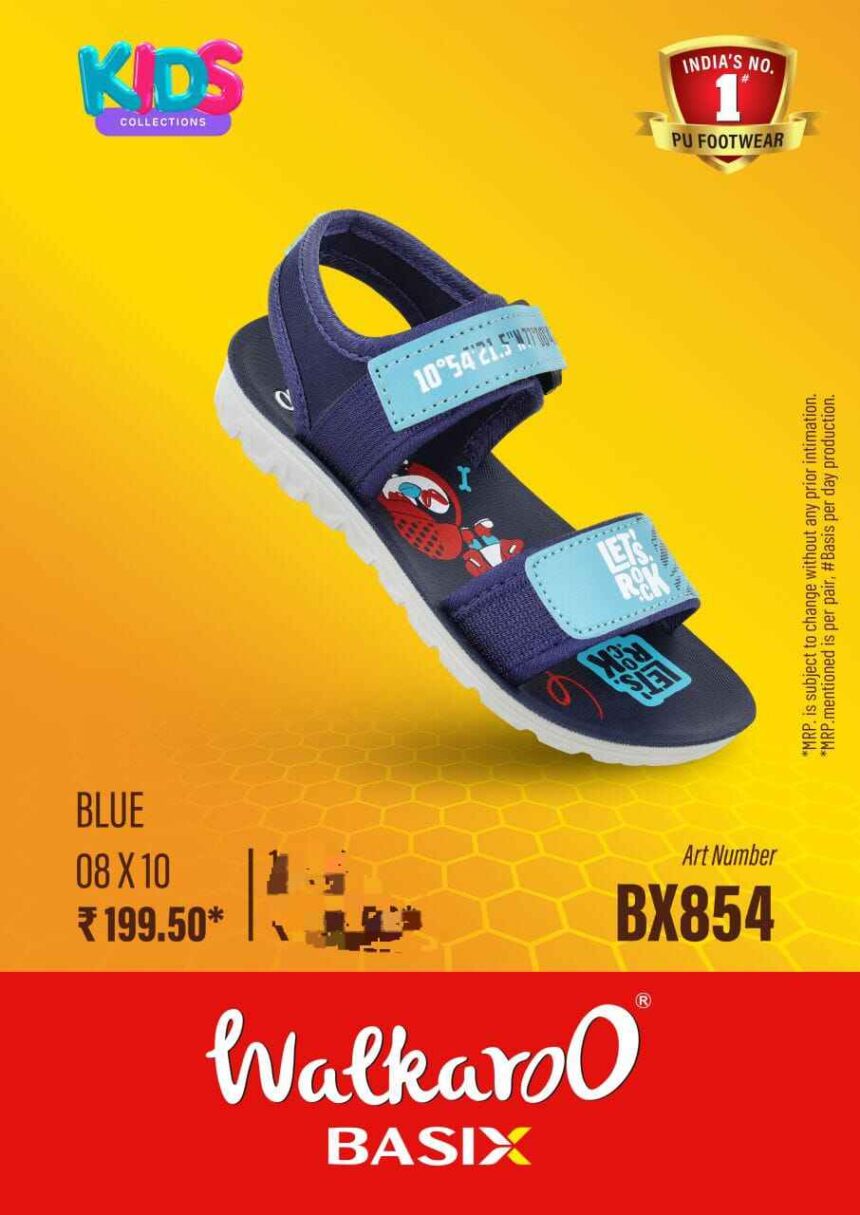 KIDS
COLLECTIONS
INDIA'S NO.
1#
PU FOOTWEAR
10°54'21.5"N
LET'S
ROCK
LET'S
ROCK
*MRP. is subject to change without any prior intimation.
*MRP.mentioned is per pair, #Basis per day production.
BLUE
08 X 10
₹ 199.50*
Art Number
BX854
Walkaroo®
BASIX